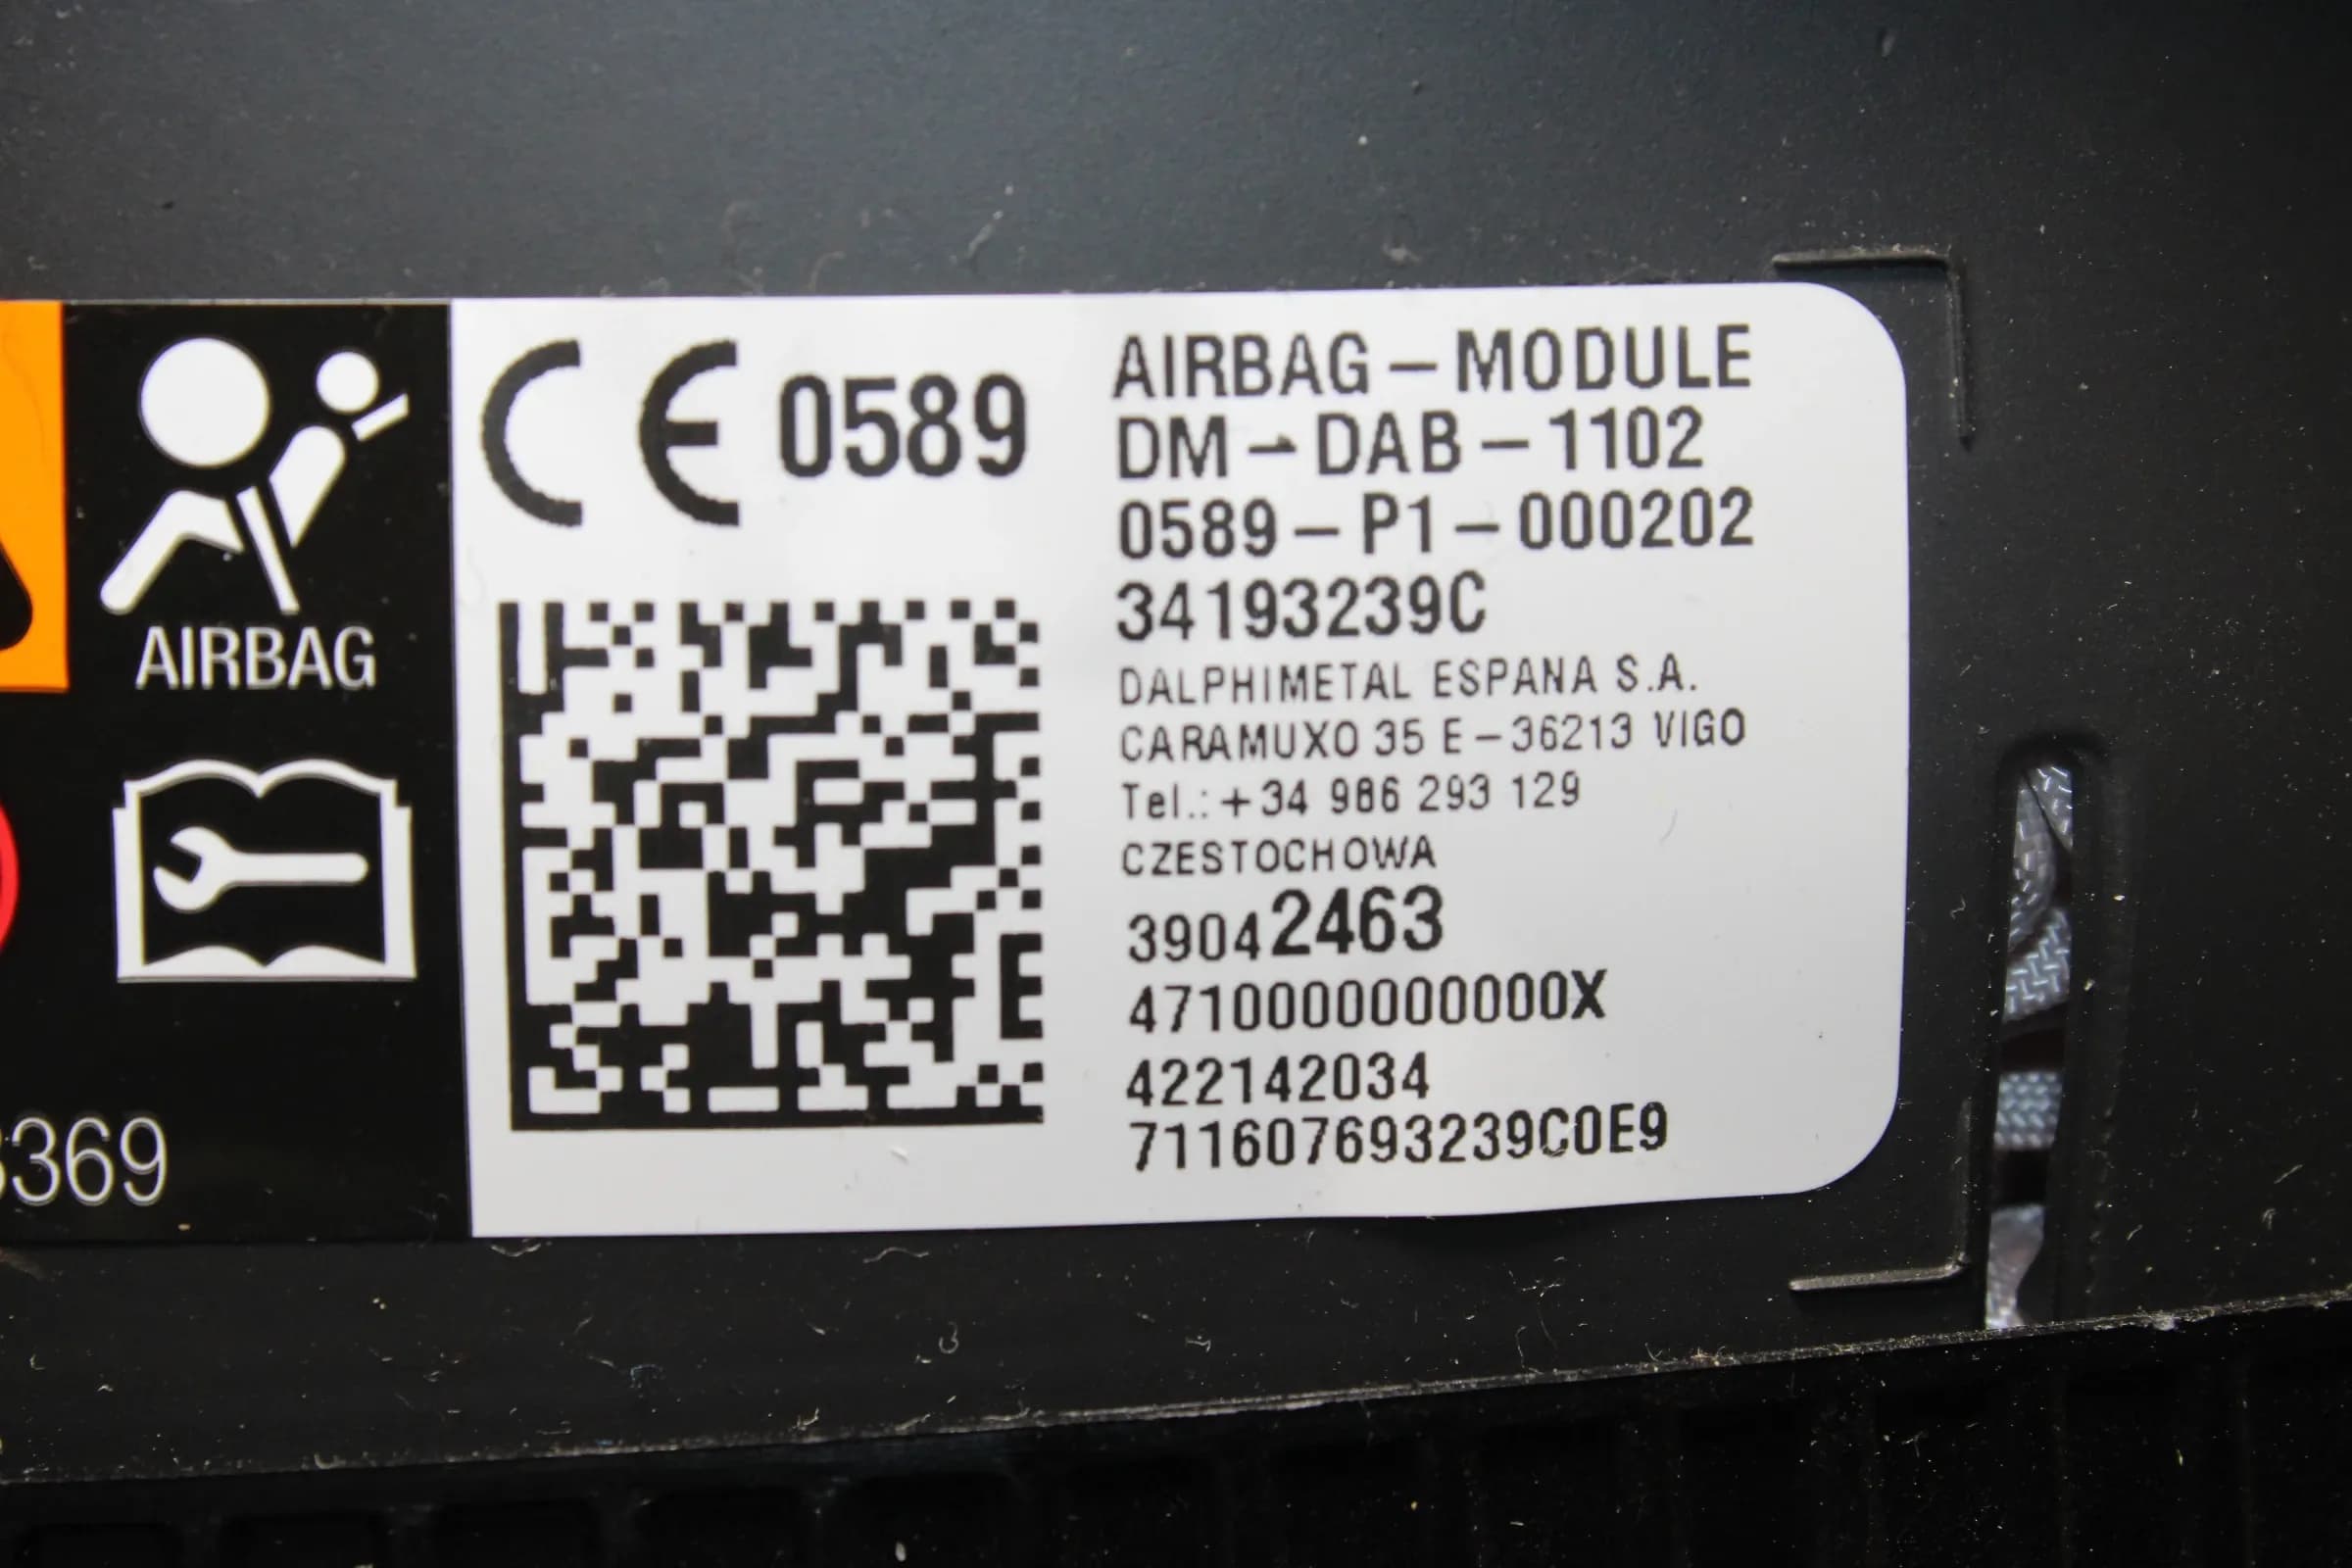 AIRBAG
3369
CE 0589
AIRBAG-MODULE
DM-DAB-1102
0589-P1-000202
34193239C
DALPHIMETAL ESPANA S.A.
CARAMUXO 35 E-36213 VIGO
Tel.:+34 986 293 129
CZESTOCHOWA
39042463
4710000000000X
422142034
711607693239C0E9